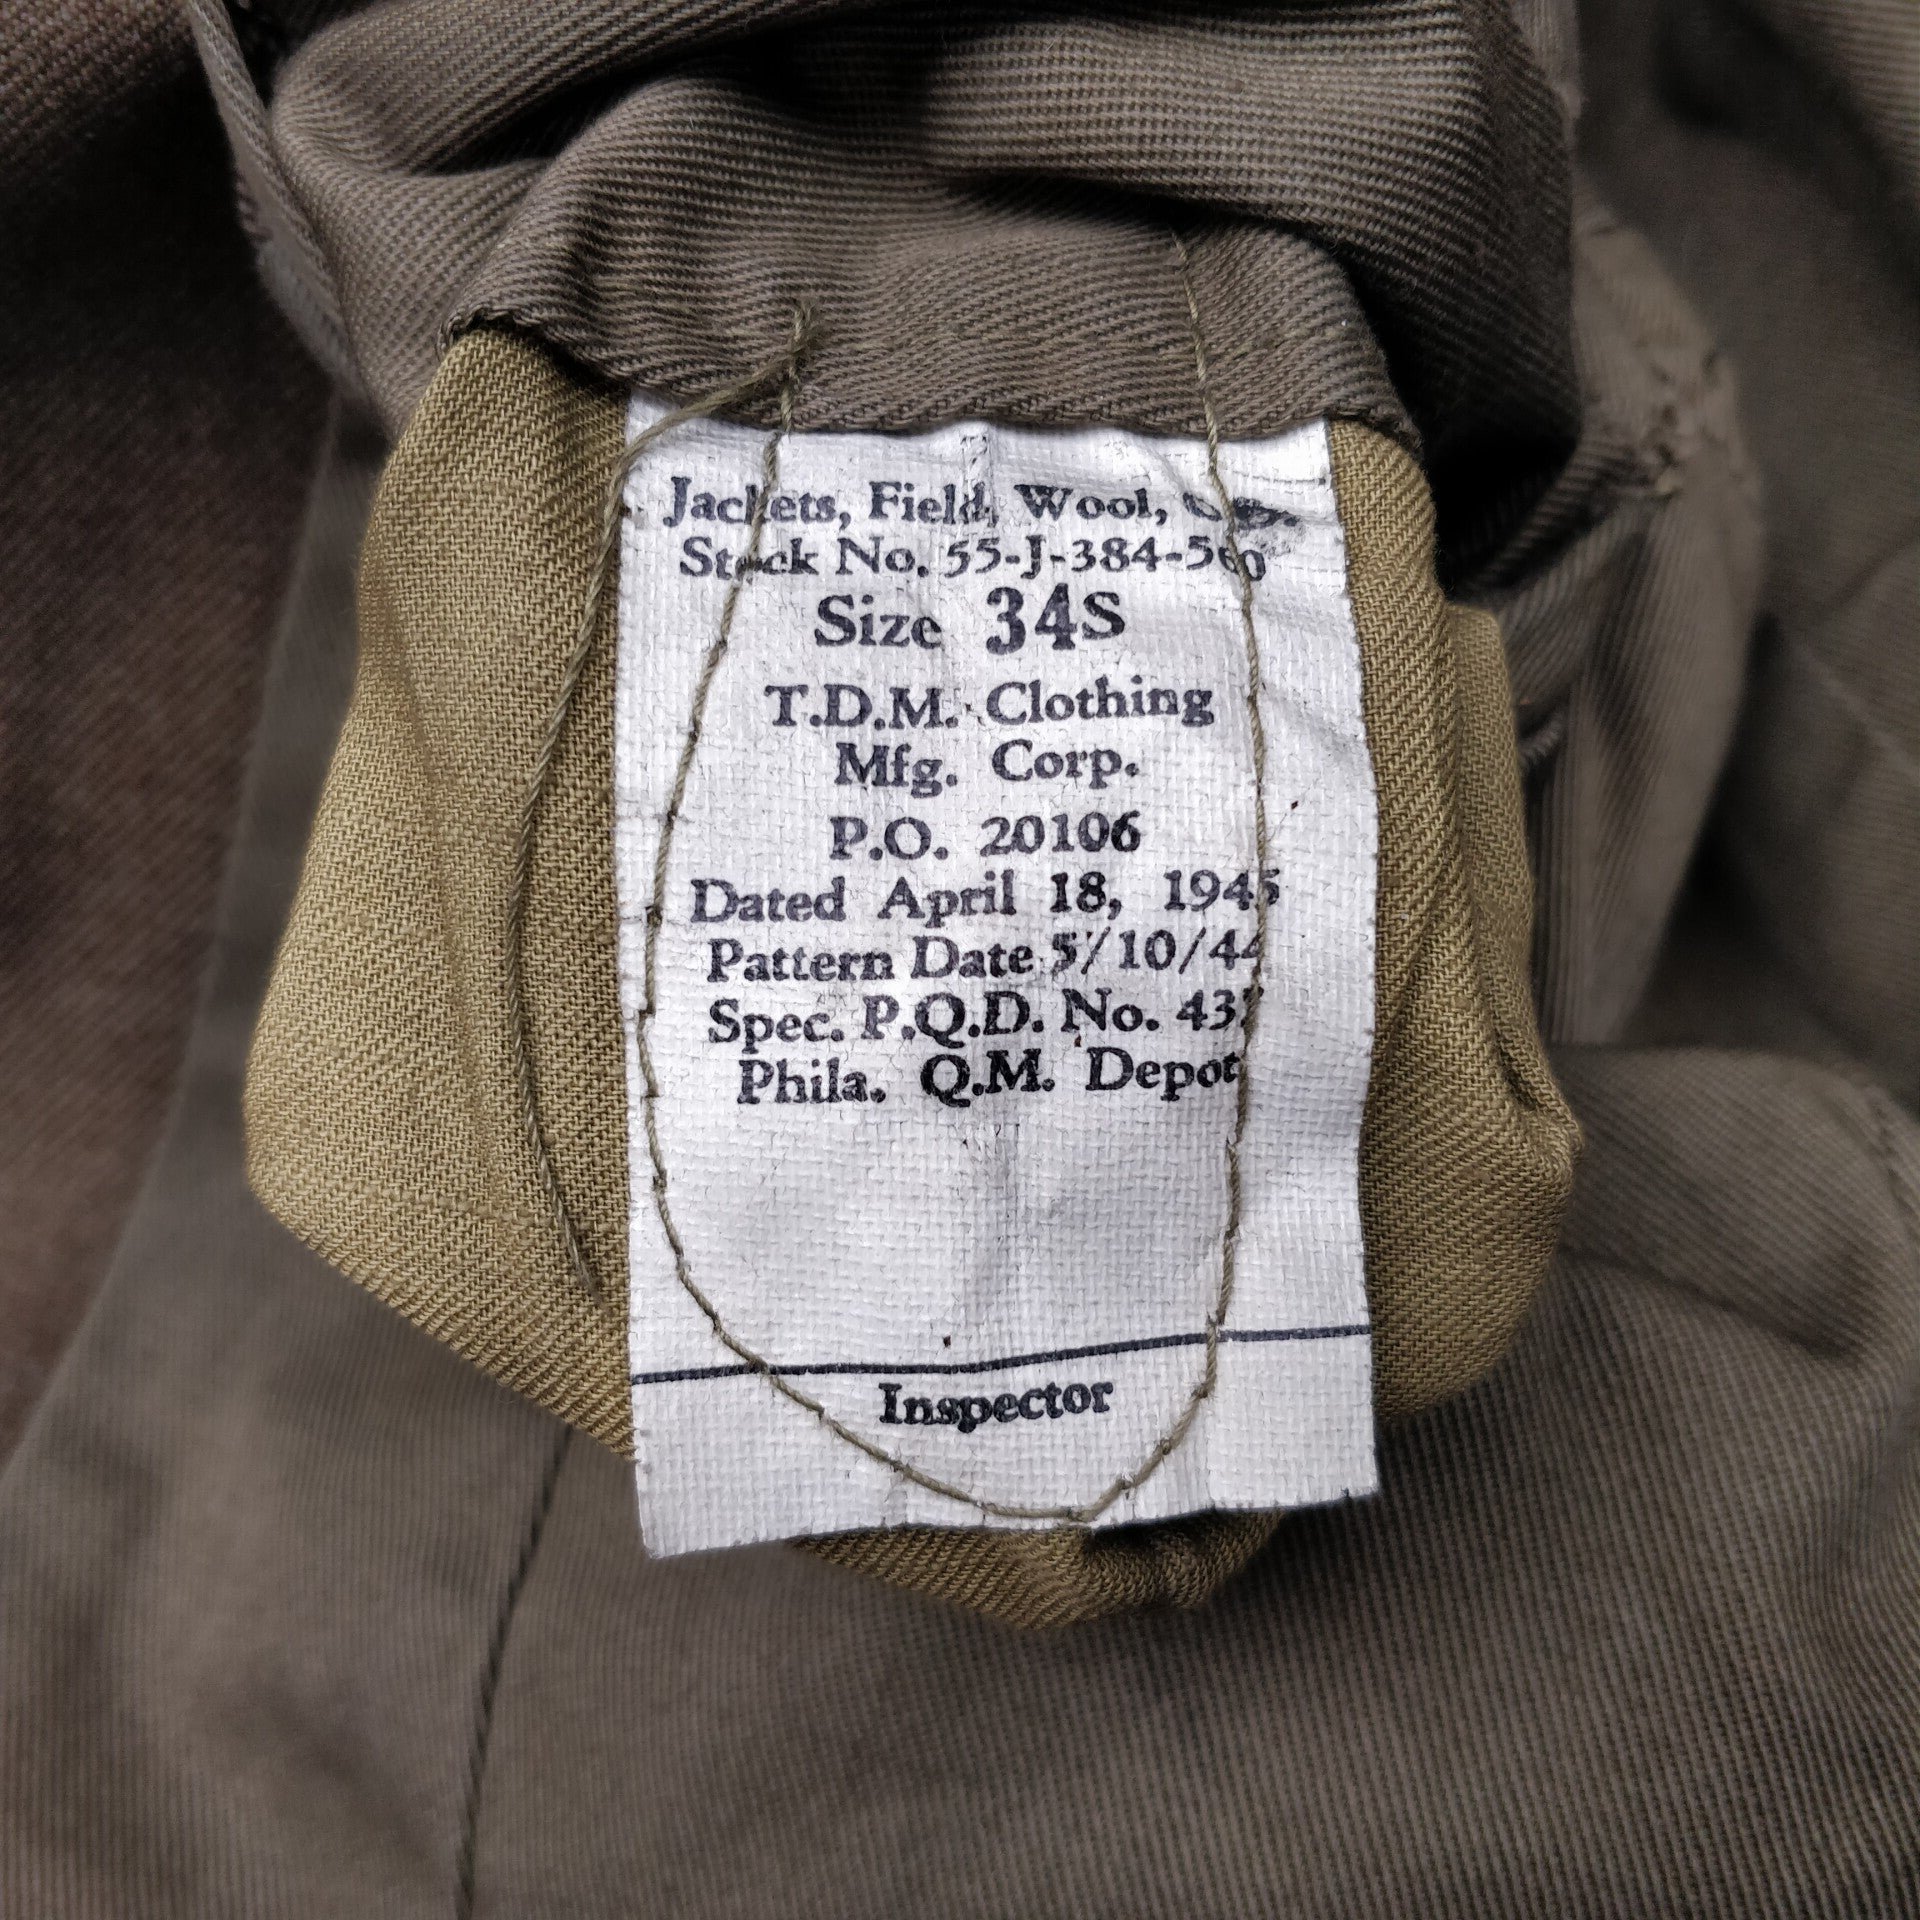 Jackets, Field, Wool, O.D.
Stock No. 55-J-384-560
Size 34S
T.D.M. Clothing
Mfg. Corp.
P.O. 20106
Dated April 18, 1945
Pattern Date 5/10/44
Spec. P.Q.D. No. 437
Phila. Q.M. Depot
Inspector